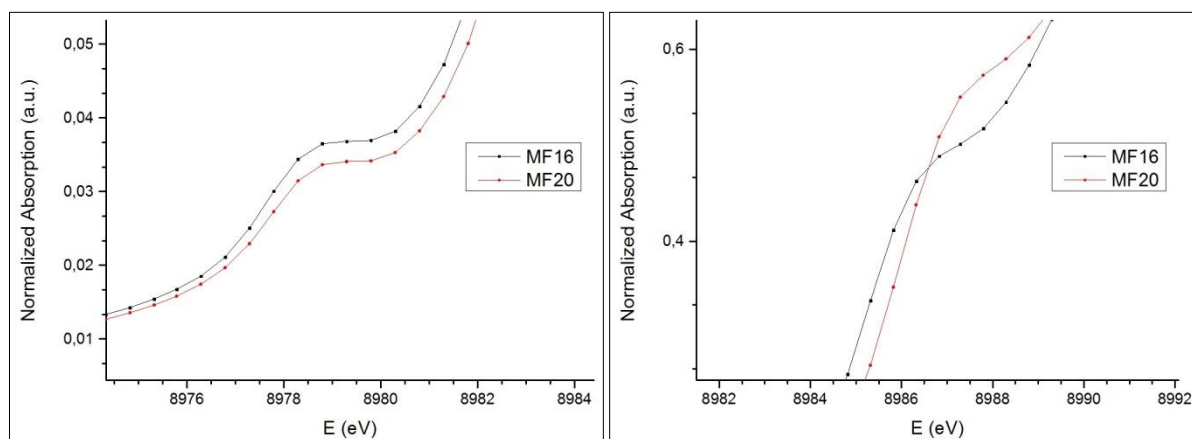 0,05
0,04
0,03
0,02
0,01
Normalized Absorption (a.u.)
MF16
MF20
8976
8978
8980
8982
8984
E (eV)
0,6
0,4
Normalized Absorption (a.u.)
MF16
MF20
8982
8984
8986
8988
8990
8992
E (eV)